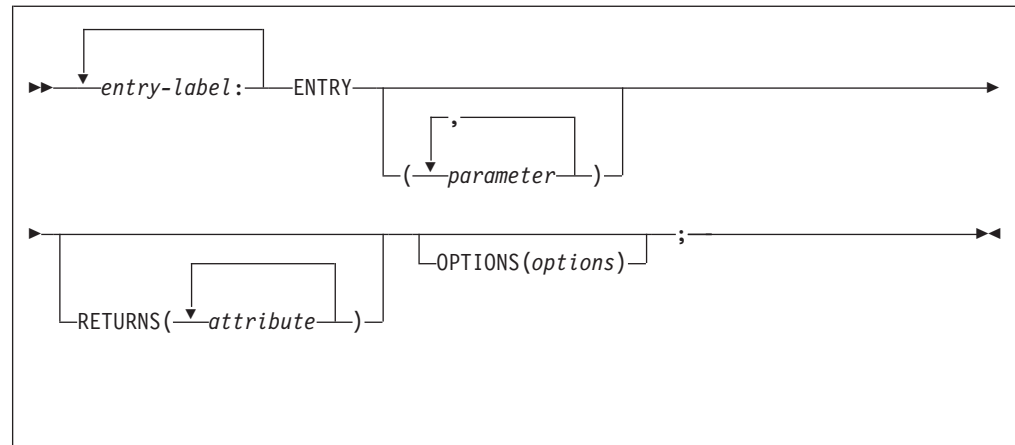 entry-label: ENTRY
,
(parameter)
;
OPTIONS(options)
RETURNS(attribute)